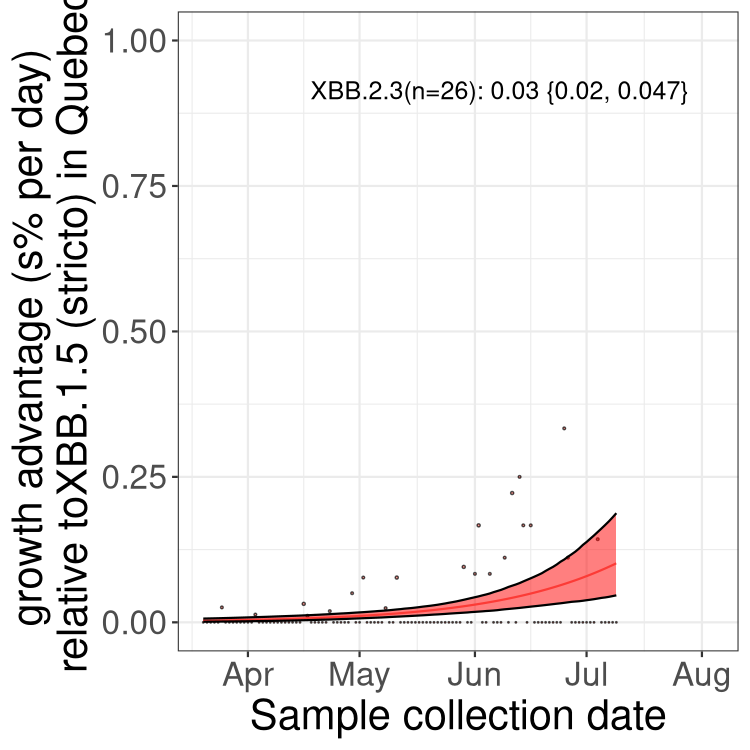 growth advantage (s% per day)
relative toXBB.1.5 (stricto) in Quebec
1.00
0.75
0.50
0.25
0.00
XBB.2.3(n=26): 0.03 {0.02, 0.047}
Apr May Jun Jul Aug
Sample collection date